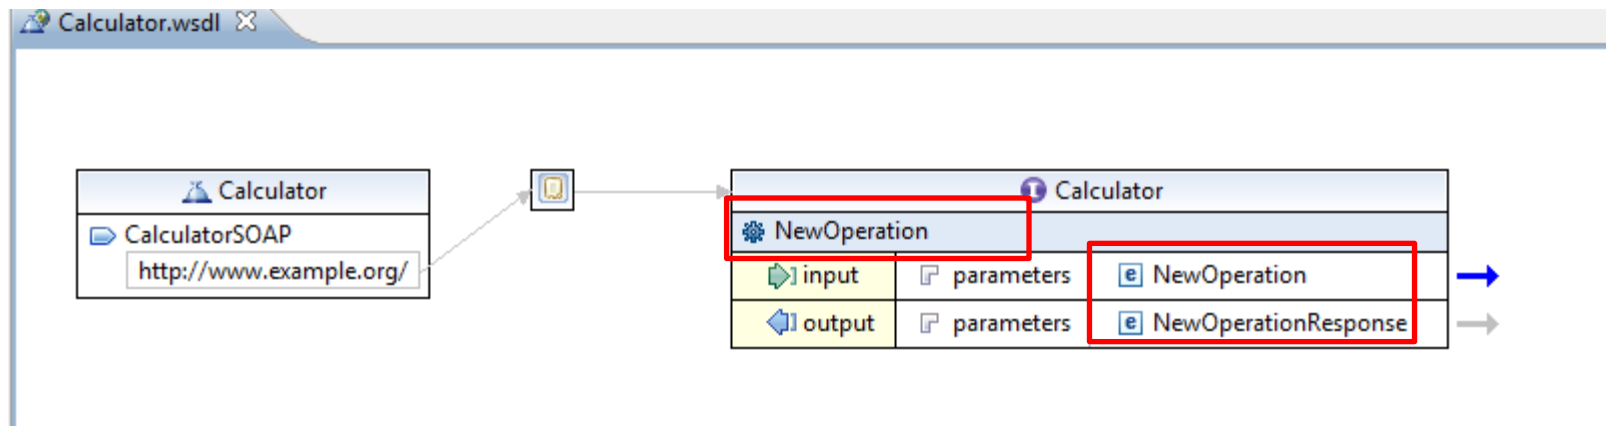 Calculator.wsdl
Calculator
CalculatorSOAP
http://www.example.org/
Calculator
NewOperation
input parameters e NewOperation
output parameters e NewOperationResponse